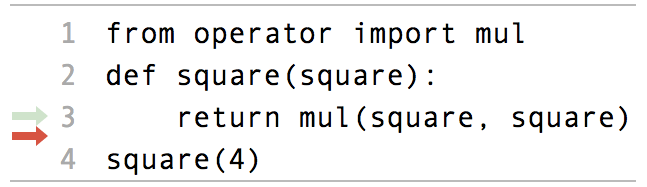 1 from operator import mul
2 def square(square):
3     return mul(square, square)
4 square(4)